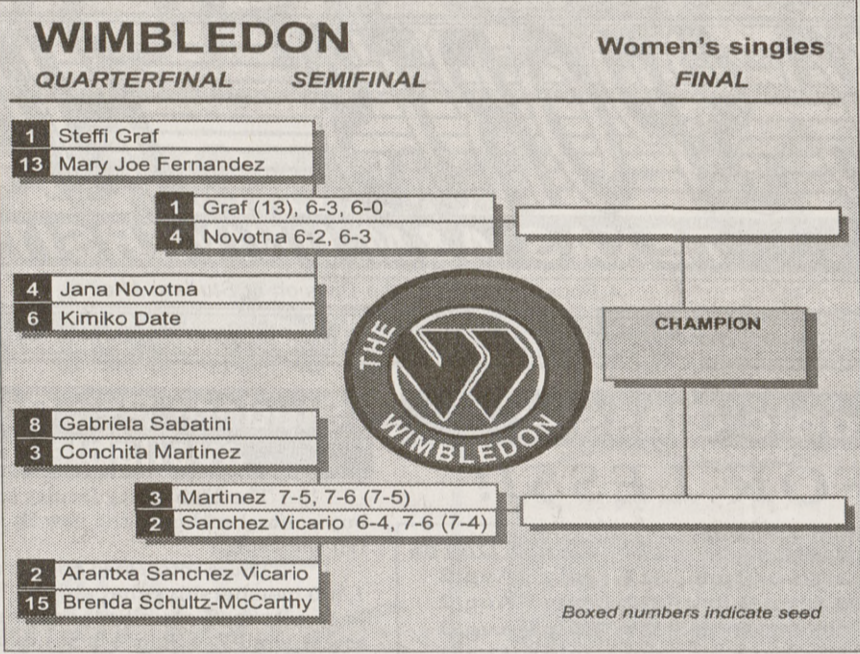 WIMBLEDON
Women's singles
QUARTERFINAL SEMIFINAL FINAL
1 Steffi Graf
13 Mary Joe Fernandez
1 Graf (13), 6-3, 6-0
4 Novotna 6-2, 6-3
4 Jana Novotna
6 Kimiko Date
THE
WIMBLEDON
CHAMPION
8 Gabriela Sabatini
3 Conchita Martinez
3 Martinez 7-5, 7-6 (7-5)
2 Sanchez Vicario 6-4, 7-6 (7-4)
2 Arantxa Sanchez Vicario
15 Brenda Schultz-McCarthy
Boxed numbers indicate seed